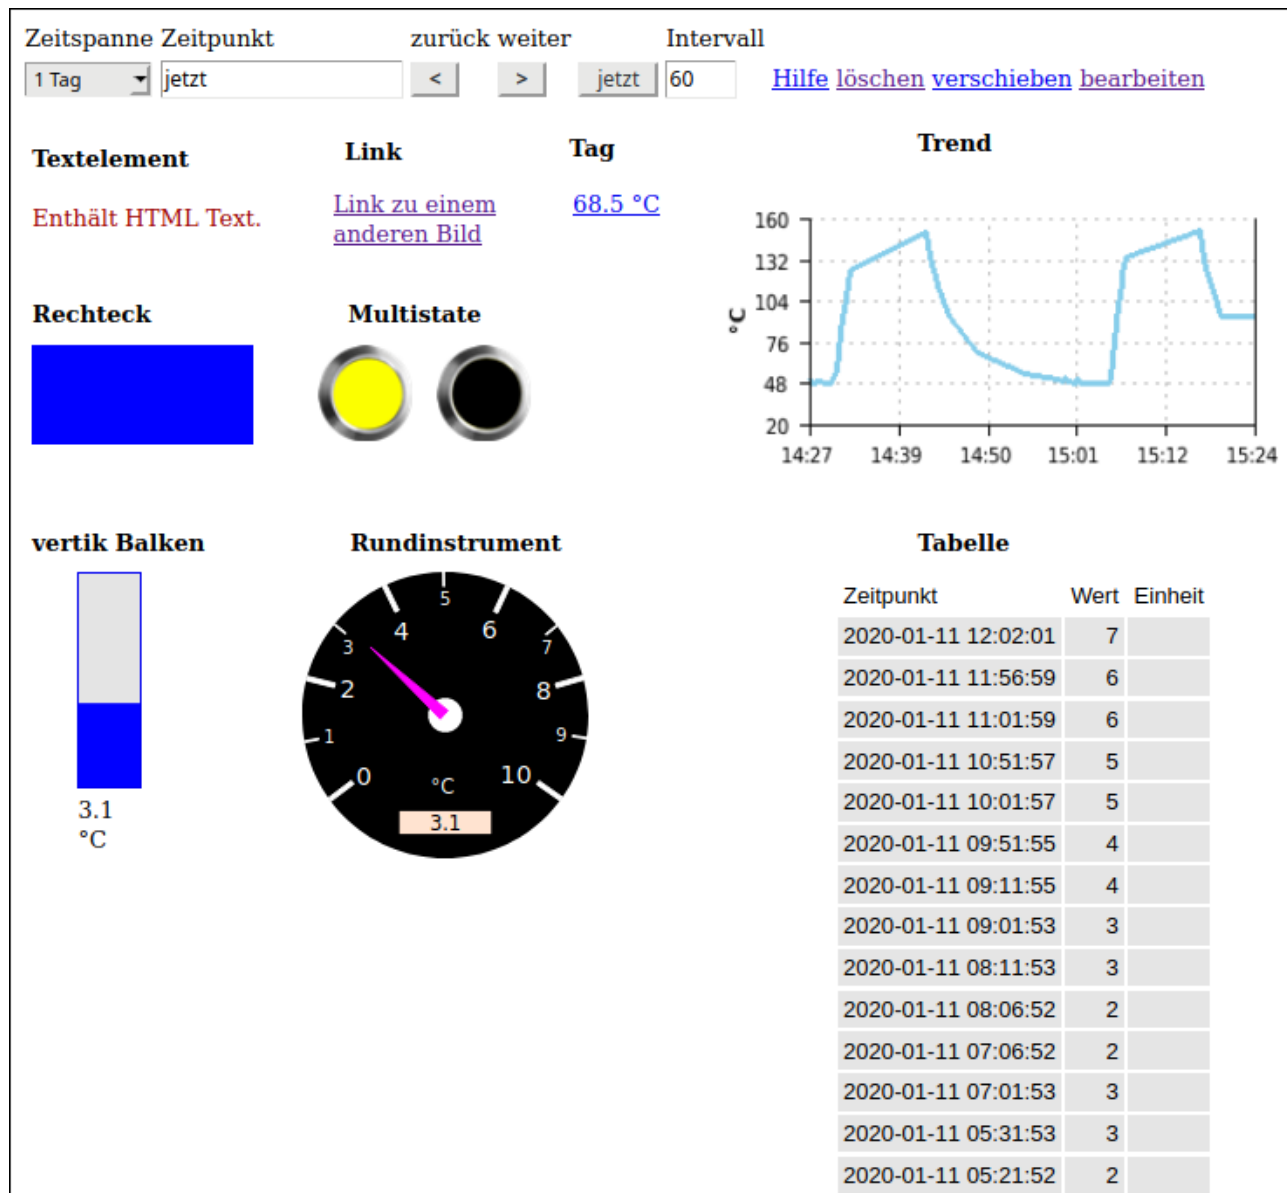 Zeitspanne Zeitpunkt zurück weiter Intervall
1 Tag jetzt < > jetzt 60 Hilfe löschen verschieben bearbeiten
Textelement Link Tag Trend
Enthält HTML Text.
Link zu einem
anderen Bild
68.5 °C
160
132
104
76
48
20
°C
14:27 14:39 14:50 15:01 15:12 15:24
Rechteck Multistate
vertik Balken Rundinstrument Tabelle
3.1
°C
0 1 2 3 4 5 6 7 8 9 10
°C
3.1
Zeitpunkt Wert Einheit
2020-01-11 12:02:01 7
2020-01-11 11:56:59 6
2020-01-11 11:01:59 6
2020-01-11 10:51:57 5
2020-01-11 10:01:57 5
2020-01-11 09:51:55 4
2020-01-11 09:11:55 4
2020-01-11 09:01:53 3
2020-01-11 08:11:53 3
2020-01-11 08:06:52 2
2020-01-11 07:06:52 2
2020-01-11 07:01:53 3
2020-01-11 05:31:53 3
2020-01-11 05:21:52 2